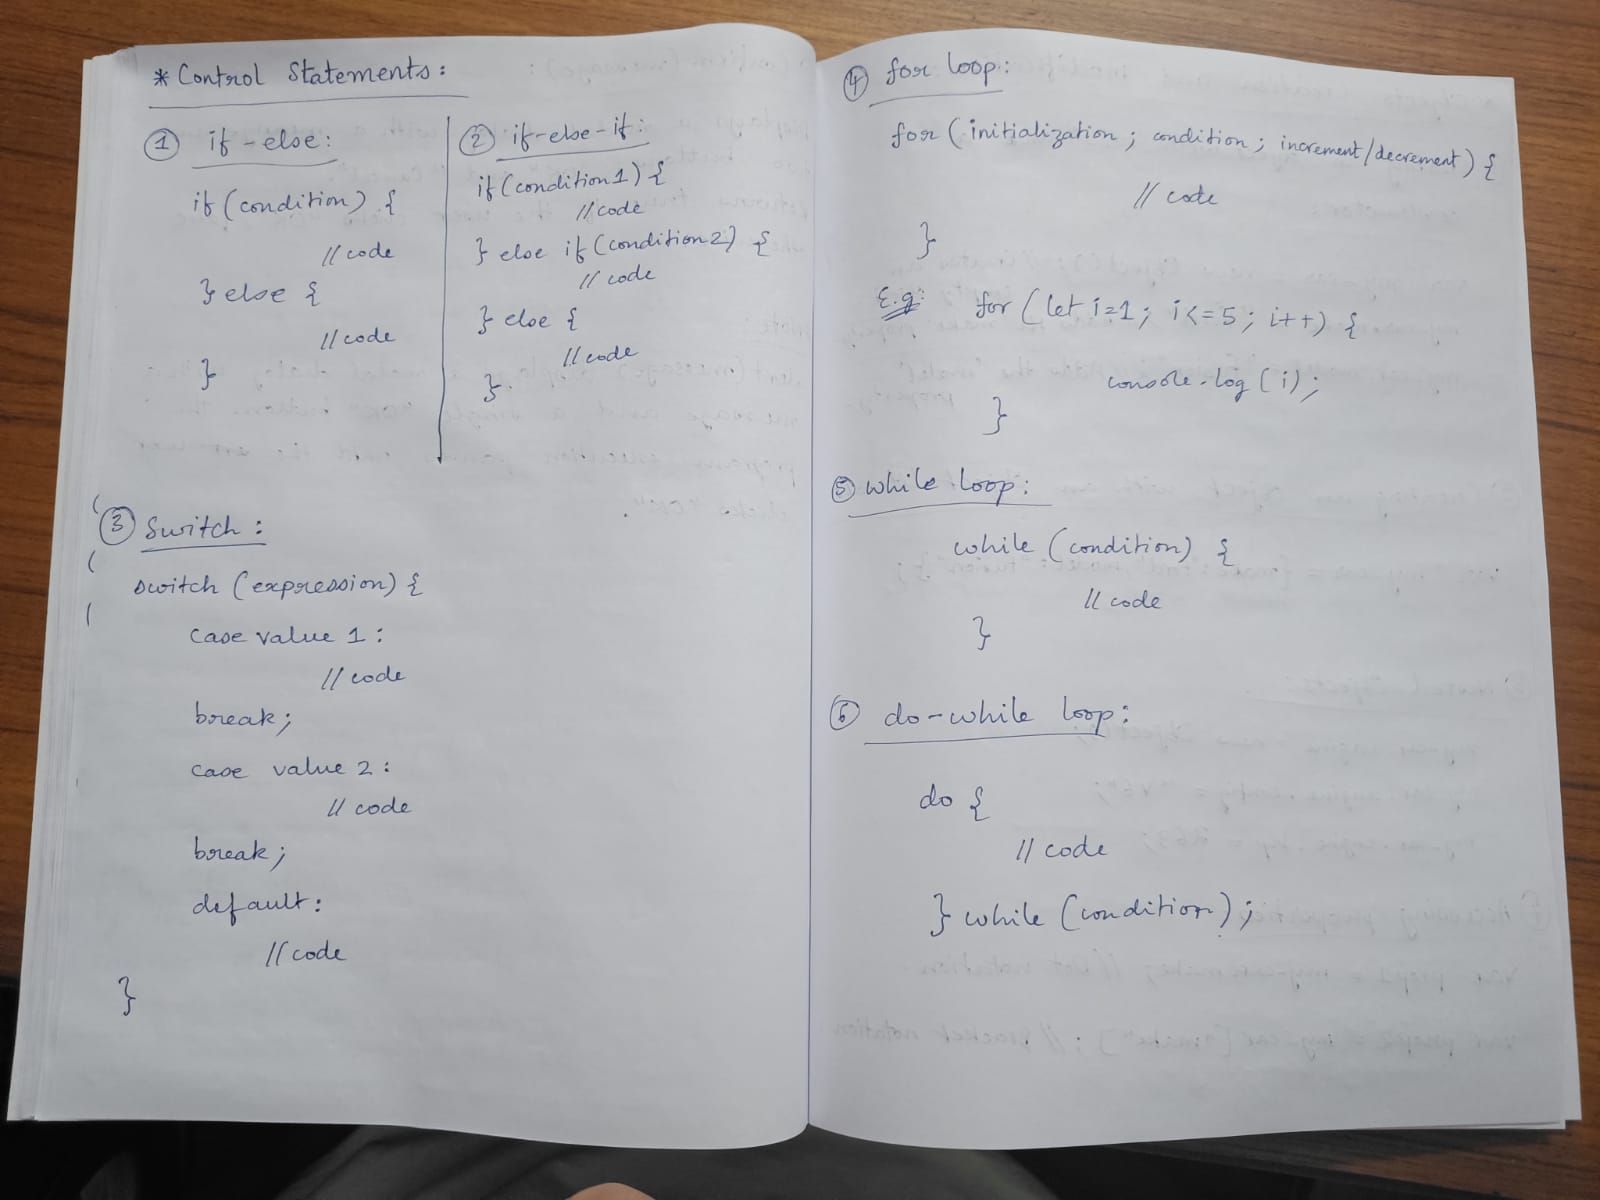 * Control Statements:
① if-else:
if (condition) {
// code
} else {
// code
}
② if-else-if:
if (condition1) {
// code
} else if (condition2) {
// code
} else {
// code
}
③ Switch:
switch (expression) {
case value 1:
// code
break;
case value 2:
// code
break;
default:
// code
}
④ for loop:
for (initialization; condition; increment/decrement) {
// code
}
E.g: for (let i=1; i<=5; i++) {
console.log(i);
}
⑤ while loop:
while (condition) {
// code
}
⑥ do-while loop:
do {
// code
} while (condition);